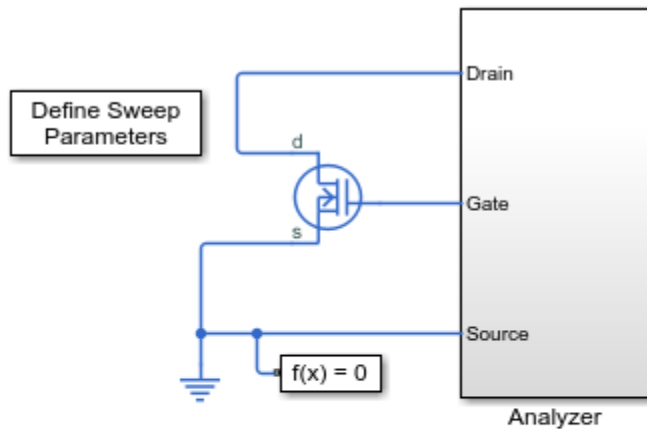 Drain
Define Sweep
Parameters
d
Gate
s
Source
f(x) = 0
Analyzer